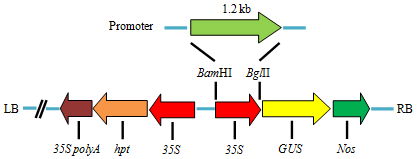 1.2 kb
Promoter
BamHI BglII
LB RB
35S polyA hpt 35S 35S GUS Nos